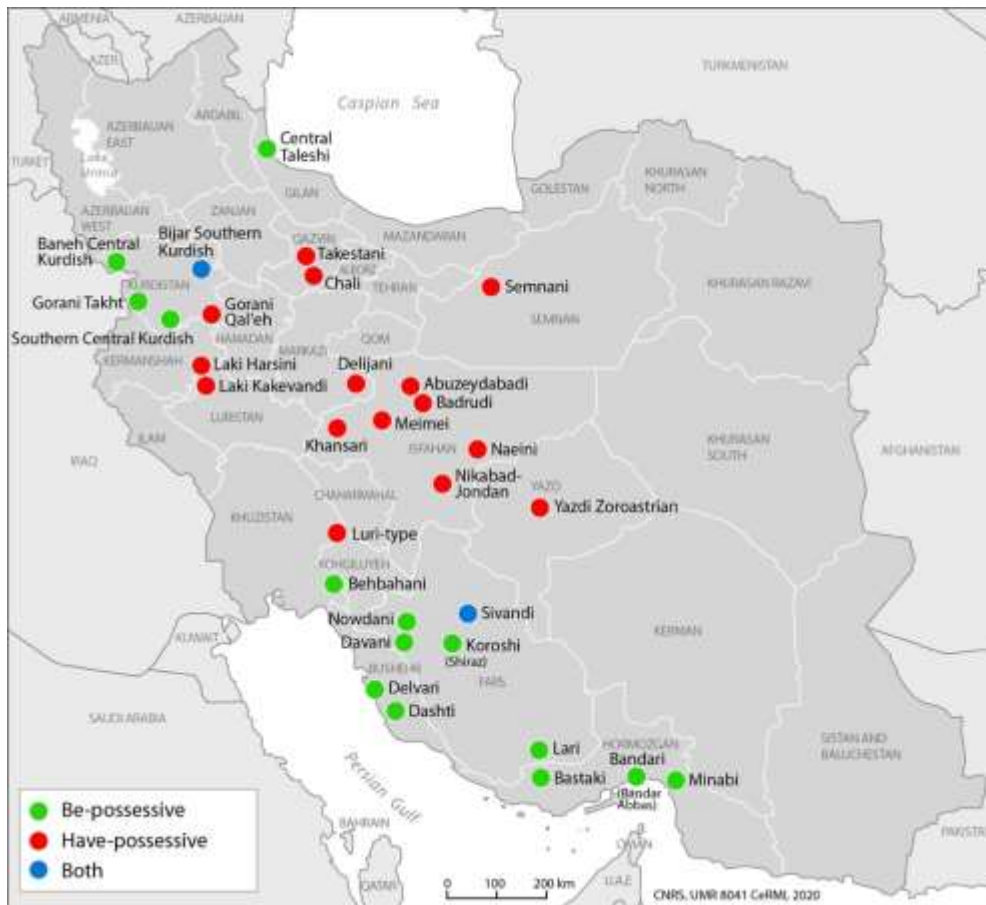 ARMENIA
AZERBAIJAN
AZER
TURKMENISTAN
Caspian Sea
ARDABIL
AZERBAIJAN
EAST
Central
Taleshi
TURKEY
Lake
Urmia
GILAN
GOLESTAN
KHURASAN
NORTH
AZERBAIJAN
WEST
ZANJAN
MAZANDARAN
Baneh Central
Kurdish
Bijar Southern
Kurdish
QAZVIN
Takestani
ALBORZ
Chali
TEHRAN
Semnani
KHURASAN RAZAVI
KURDISTAN
Gorani Takht
Gorani
Qal'eh
SEMNAN
Southern Central Kurdish
HAMADAN
MARKAZI
QOM
KERMANSHAH
Laki Harsini
Delijani
Laki Kakevandi
Abuzeydabadi
Badrudi
LURISTAN
Meimei
Khansari
ISFAHAN
Naeini
KHURASAN
SOUTH
AFGHANISTAN
ILAM
IRAQ
Nikabad-
Jondan
YAZD
CHAHARMAHAL
Yazdi Zoroastrian
KHUZISTAN
Luri-type
KOHGILUYEH
Behbahani
Nowdani
Sivandi
KERMAN
KUWAIT
Davani
Koroshi
(Shiraz)
BUSHEHR
FARS
Delvari
Dashti
SAUDI ARABIA
SISTAN AND
BALUCHESTAN
Lari
HORMOZGAN
Bandari
Bastaki
Minabi
(Bandar
Abbas)
Persian Gulf
Be-possessive
Have-possessive
Both
BAHRAIN
OMAN
PAKISTAN
QATAR
U.A.E
0 100 200 km
CNRS, UMR 8041 CeRMI, 2020